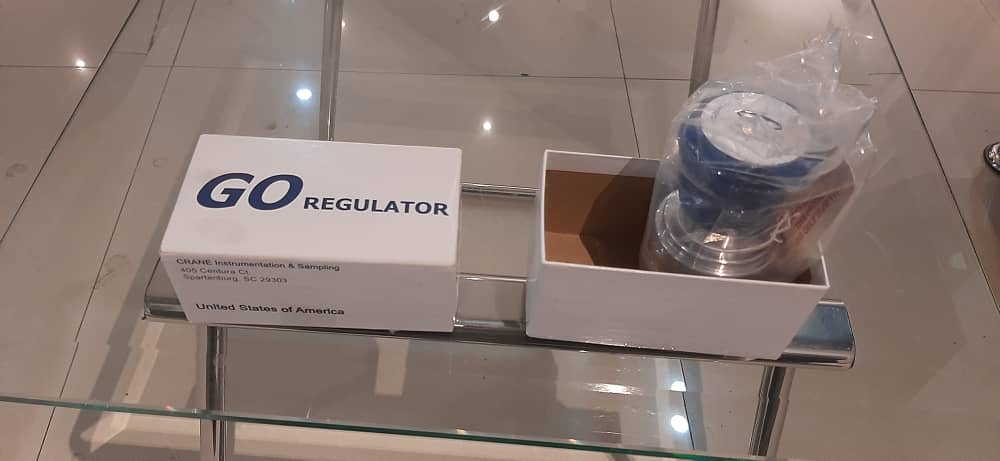 GO REGULATOR
CRANE Instrumentation & Sampling
405 Centura Ct.
Spartanburg, SC 29303
United States of America